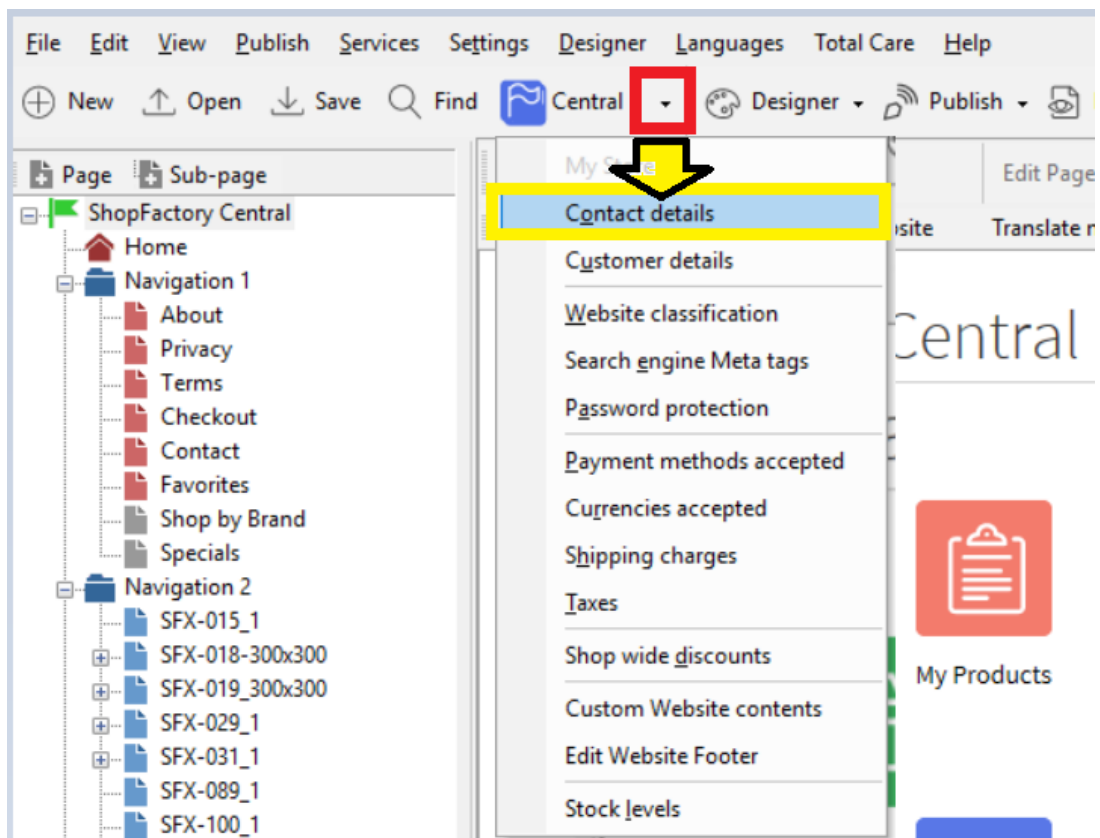 File Edit View Publish Services Settings Designer Languages Total Care Help
New Open Save Find Central Designer Publish
Page Sub-page
ShopFactory Central
Home
Navigation 1
About
Privacy
Terms
Checkout
Contact
Favorites
Shop by Brand
Specials
Navigation 2
SFX-015_1
SFX-018-300x300
SFX-019_300x300
SFX-029_1
SFX-031_1
SFX-089_1
SFX-100_1
My
Contact details
Customer details
Website classification
Search engine Meta tags
Password protection
Payment methods accepted
Currencies accepted
Shipping charges
Taxes
Shop wide discounts
Custom Website contents
Edit Website Footer
Stock levels
Edit Page
Translate
Central
My Products